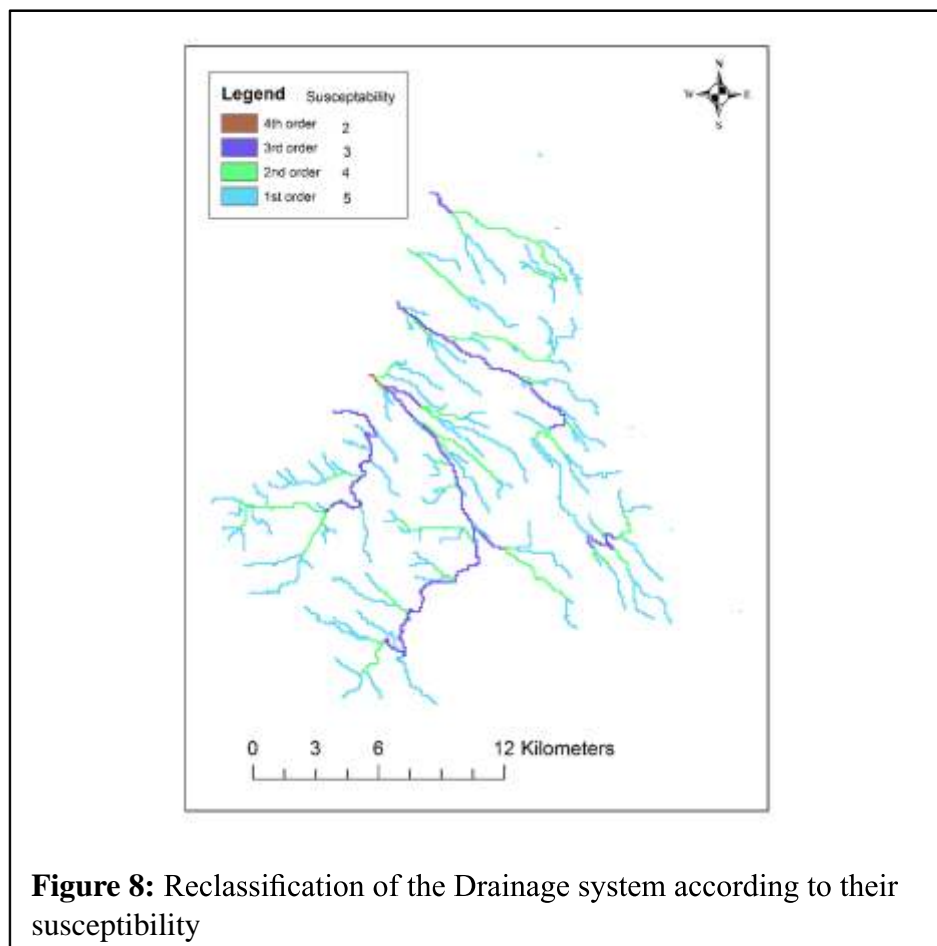 N
W E
S
Legend Susceptability
4th order 2
3rd order 3
2nd order 4
1st order 5
0 3 6 12 Kilometers
Figure 8: Reclassification of the Drainage system according to their
susceptibility